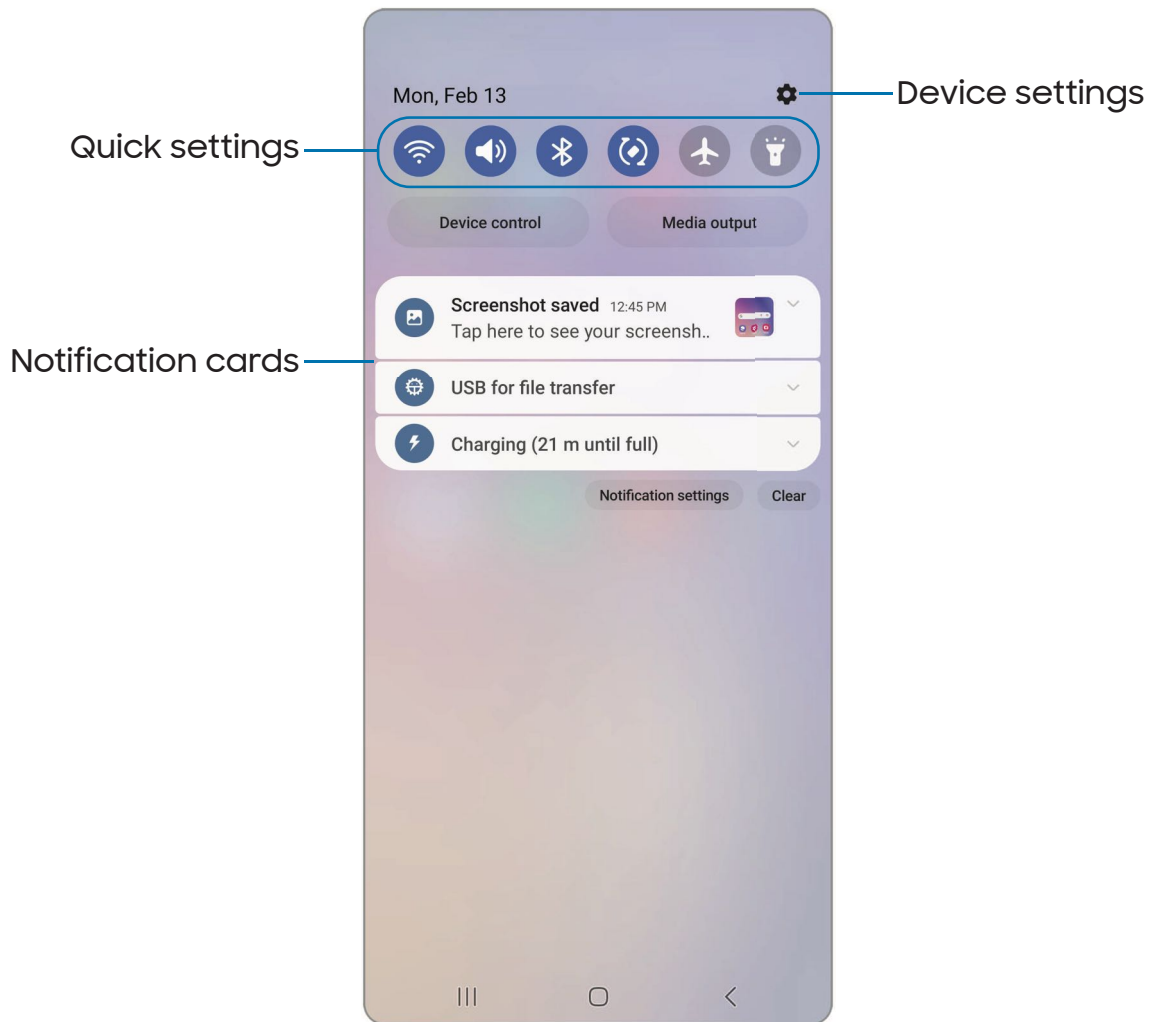 Mon, Feb 13
Device settings
Quick settings
Device control
Media output
Screenshot saved 12:45 PM
Tap here to see your screensh..
Notification cards
USB for file transfer
Charging (21 m until full)
Notification settings
Clear